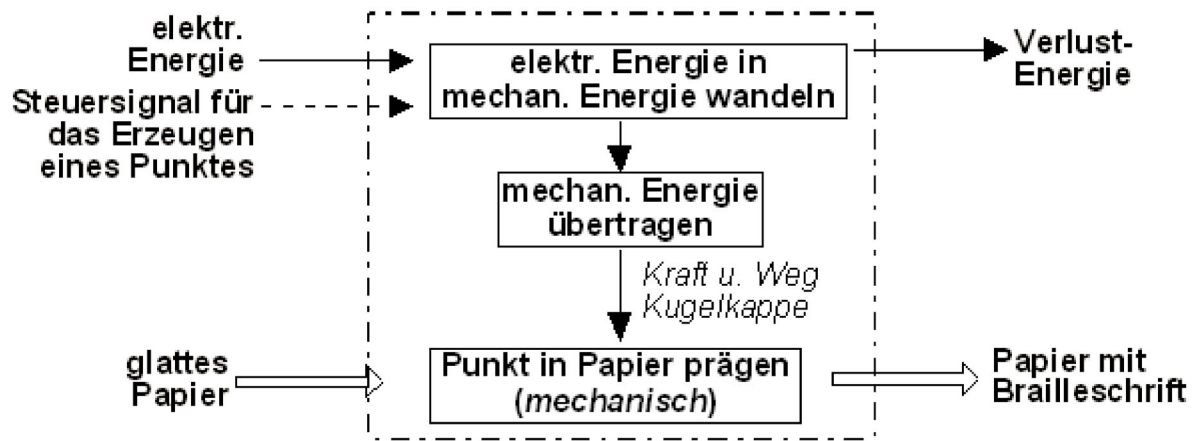 elektr.
Energie
Steuersignal für
das Erzeugen
eines Punktes
elektr. Energie in
mechan. Energie wandeln
Verlust-
Energie
mechan. Energie
übertragen
Kraft u. Weg
Kugelkappe
glattes
Papier
Punkt in Papier prägen
(mechanisch)
Papier mit
Brailleschrift